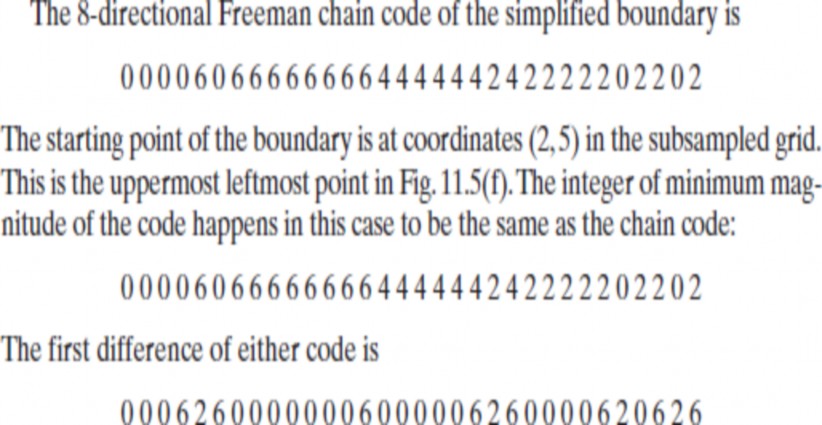 The 8-directional Freeman chain code of the simplified boundary is
0 0 0 0 6 0 6 6 6 6 6 6 6 6 4 4 4 4 4 4 2 4 2 2 2 2 2 0 2 2 0 2
The starting point of the boundary is at coordinates (2,5) in the subsampled grid.
This is the uppermost leftmost point in Fig. 11.5(f). The integer of minimum mag-
nitude of the code happens in this case to be the same as the chain code:
0 0 0 0 6 0 6 6 6 6 6 6 6 6 4 4 4 4 4 4 2 4 2 2 2 2 2 0 2 2 0 2
The first difference of either code is
0 0 0 6 2 6 0 0 0 0 0 0 0 6 0 0 0 0 0 6 2 6 0 0 0 0 6 2 0 6 2 6